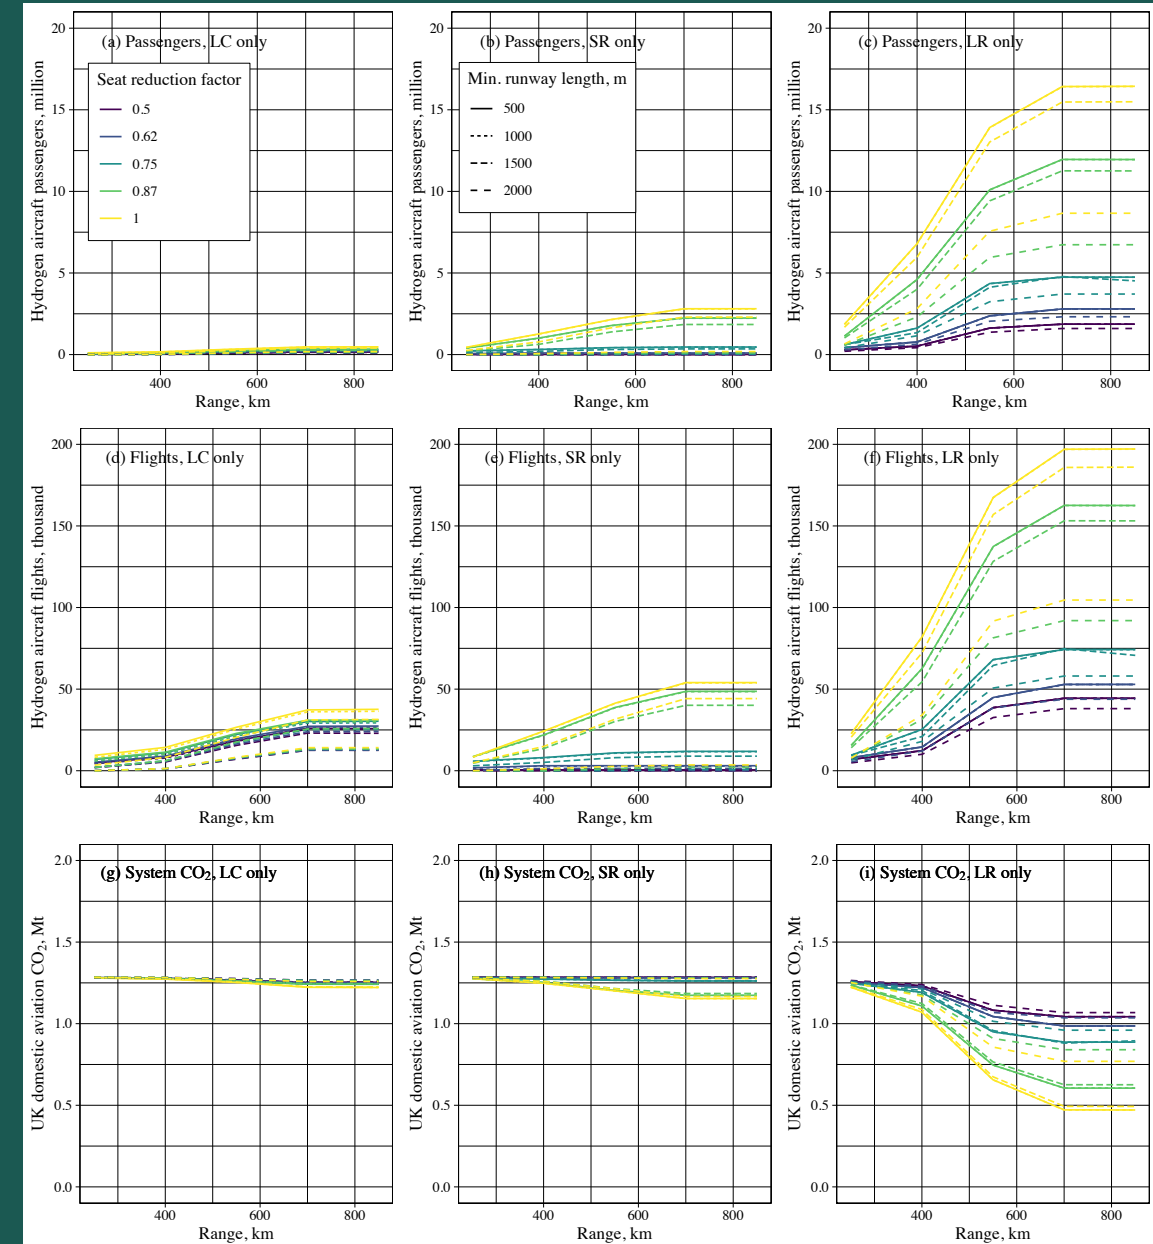 (a) Passengers, LC only
Hydrogen aircraft passengers, million
20
15
10
5
0
Seat reduction factor
0.5
0.62
0.75
0.87
1
400 600 800
Range, km
(b) Passengers, SR only
Hydrogen aircraft passengers, million
20
15
10
5
0
Min. runway length, m
500
1000
1500
2000
400 600 800
Range, km
(c) Passengers, LR only
Hydrogen aircraft passengers, million
20
15
10
5
0
400 600 800
Range, km
(d) Flights, LC only
Hydrogen aircraft flights, thousand
200
150
100
50
0
400 600 800
Range, km
(e) Flights, SR only
Hydrogen aircraft flights, thousand
200
150
100
50
0
400 600 800
Range, km
(f) Flights, LR only
Hydrogen aircraft flights, thousand
200
150
100
50
0
400 600 800
Range, km
(g) System CO₂, LC only
UK domestic aviation CO₂, Mt
2.0
1.5
1.0
0.5
0.0
400 600 800
Range, km
(h) System CO₂, SR only
UK domestic aviation CO₂, Mt
2.0
1.5
1.0
0.5
0.0
400 600 800
Range, km
(i) System CO₂, LR only
UK domestic aviation CO₂, Mt
2.0
1.5
1.0
0.5
0.0
400 600 800
Range, km